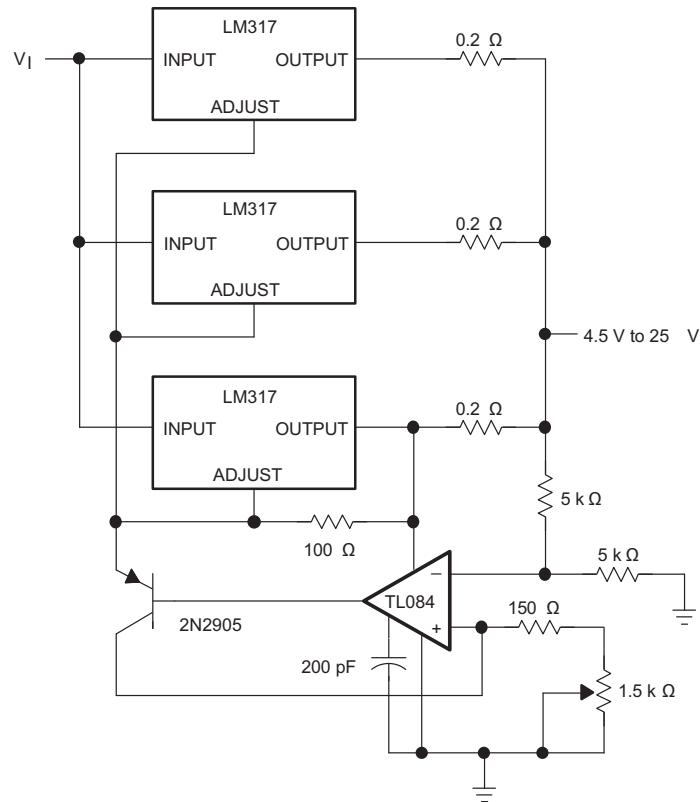 LM317
V_I
INPUT OUTPUT
ADJUST
0.2 Ω
LM317
INPUT OUTPUT
ADJUST
0.2 Ω
4.5 V to 25 V
LM317
INPUT OUTPUT
ADJUST
0.2 Ω
5 kΩ
100 Ω
5 kΩ
−
TL084
+
2N2905
150 Ω
200 pF
1.5 kΩ